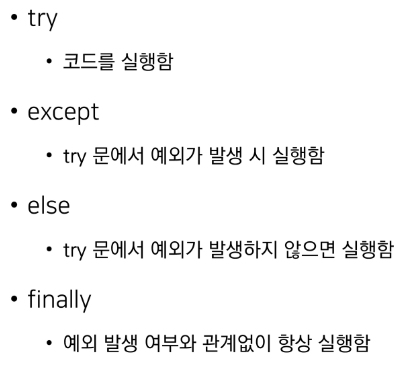 • try
• 코드를 실행함
• except
• try 문에서 예외가 발생 시 실행함
• else
• try 문에서 예외가 발생하지 않으면 실행함
• finally
• 예외 발생 여부와 관계없이 항상 실행함